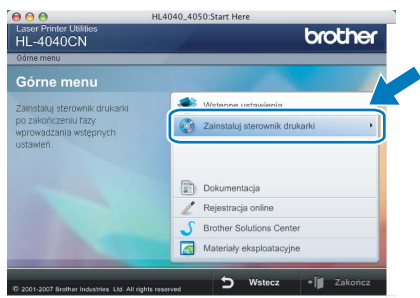 HL4040_4050:Start Here
Laser Printer Utilities
HL-4040CN
brother
Górne menu
Górne menu
Zainstaluj sterownik drukarki
po zakończeniu fazy
wprowadzania wstępnych
ustawień.
Wstępne ustawienia
Zainstaluj sterownik drukarki
Dokumentacja
Rejestracja online
Brother Solutions Center
Materiały eksploatacyjne
© 2001-2007 Brother Industries Ltd. All rights reserved
Wstecz
Zakończ